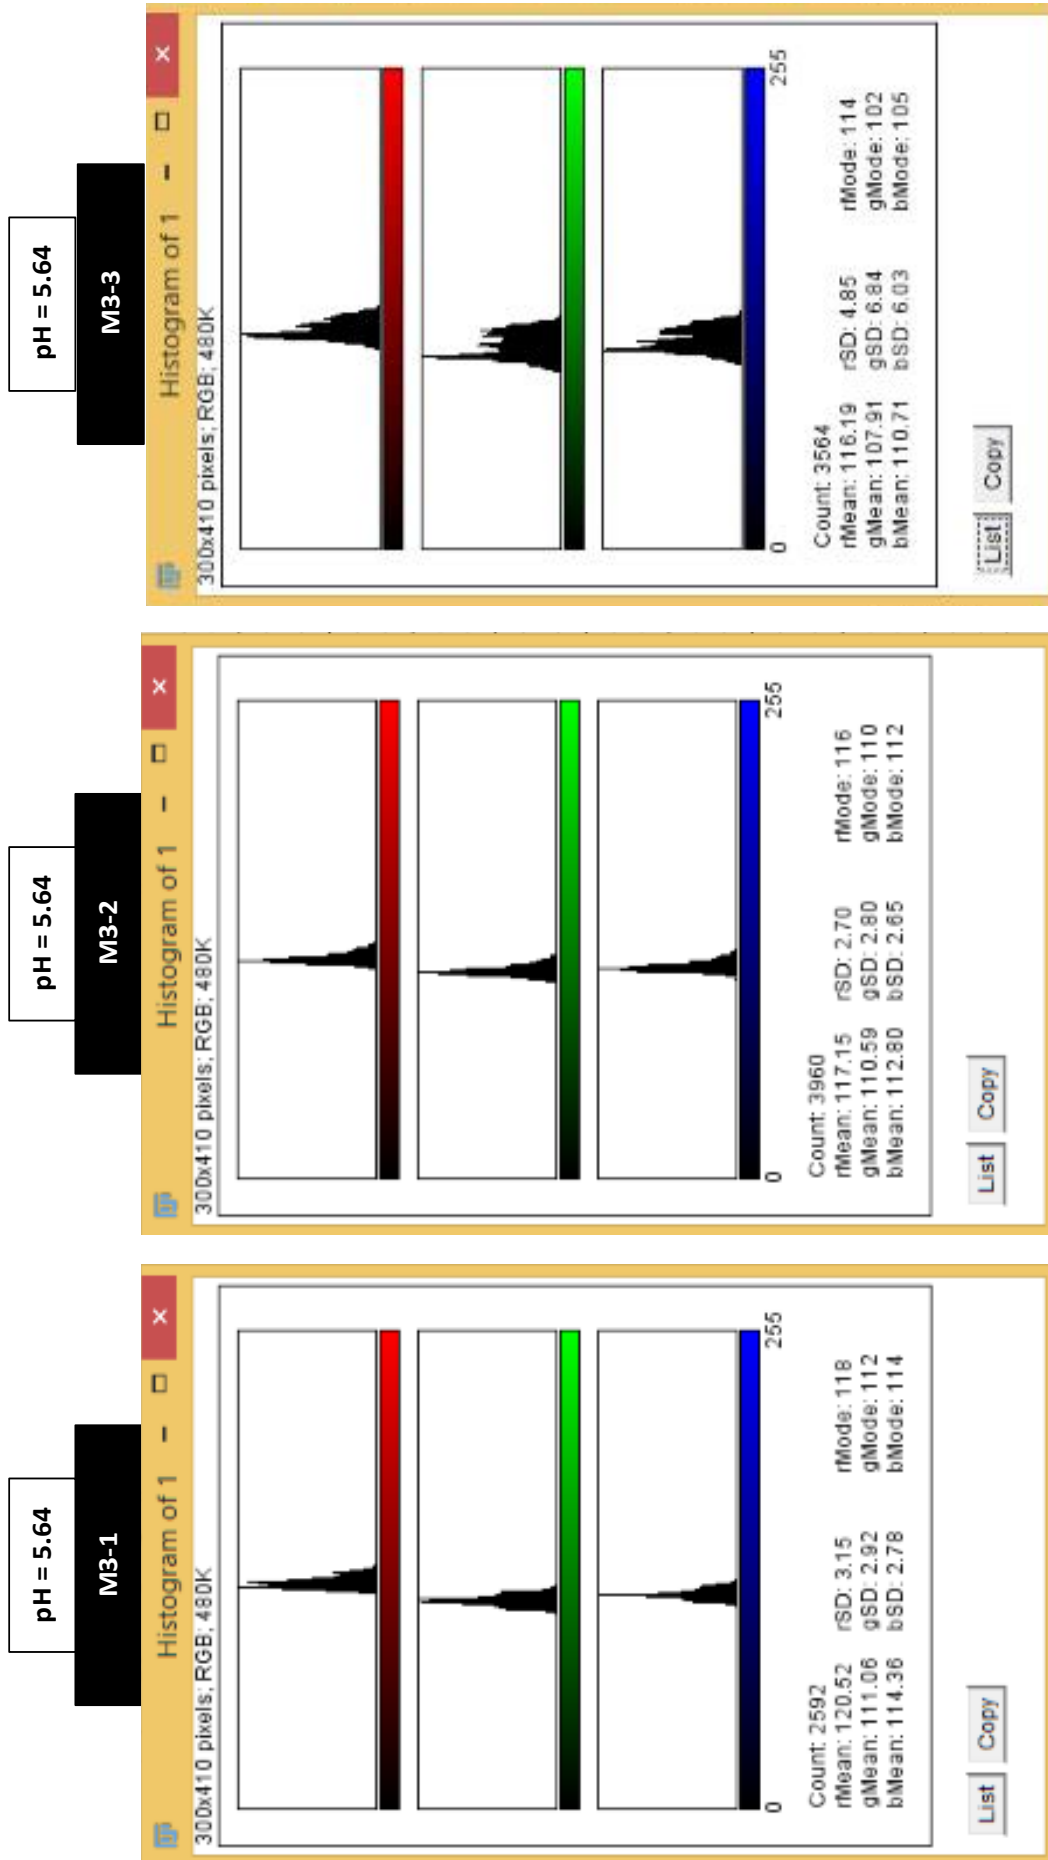 pH = 5.64
M3-1
Histogram of 1
300x410 pixels; RGB; 480K
0 255
Count: 2592
rMean: 120.52 rSD: 3.15 rMode: 118
gMean: 111.06 gSD: 2.92 gMode: 112
bMean: 114.36 bSD: 2.78 bMode: 114
List Copy
pH = 5.64
M3-2
Histogram of 1
300x410 pixels; RGB; 480K
0 255
Count: 3960
rMean: 117.15 rSD: 2.70 rMode: 116
gMean: 110.59 gSD: 2.80 gMode: 110
bMean: 112.80 bSD: 2.65 bMode: 112
List Copy
pH = 5.64
M3-3
Histogram of 1
300x410 pixels; RGB; 480K
0 255
Count: 3564
rMean: 116.19 rSD: 4.85 rMode: 114
gMean: 107.91 gSD: 6.84 gMode: 102
bMean: 110.71 bSD: 6.03 bMode: 105
List Copy